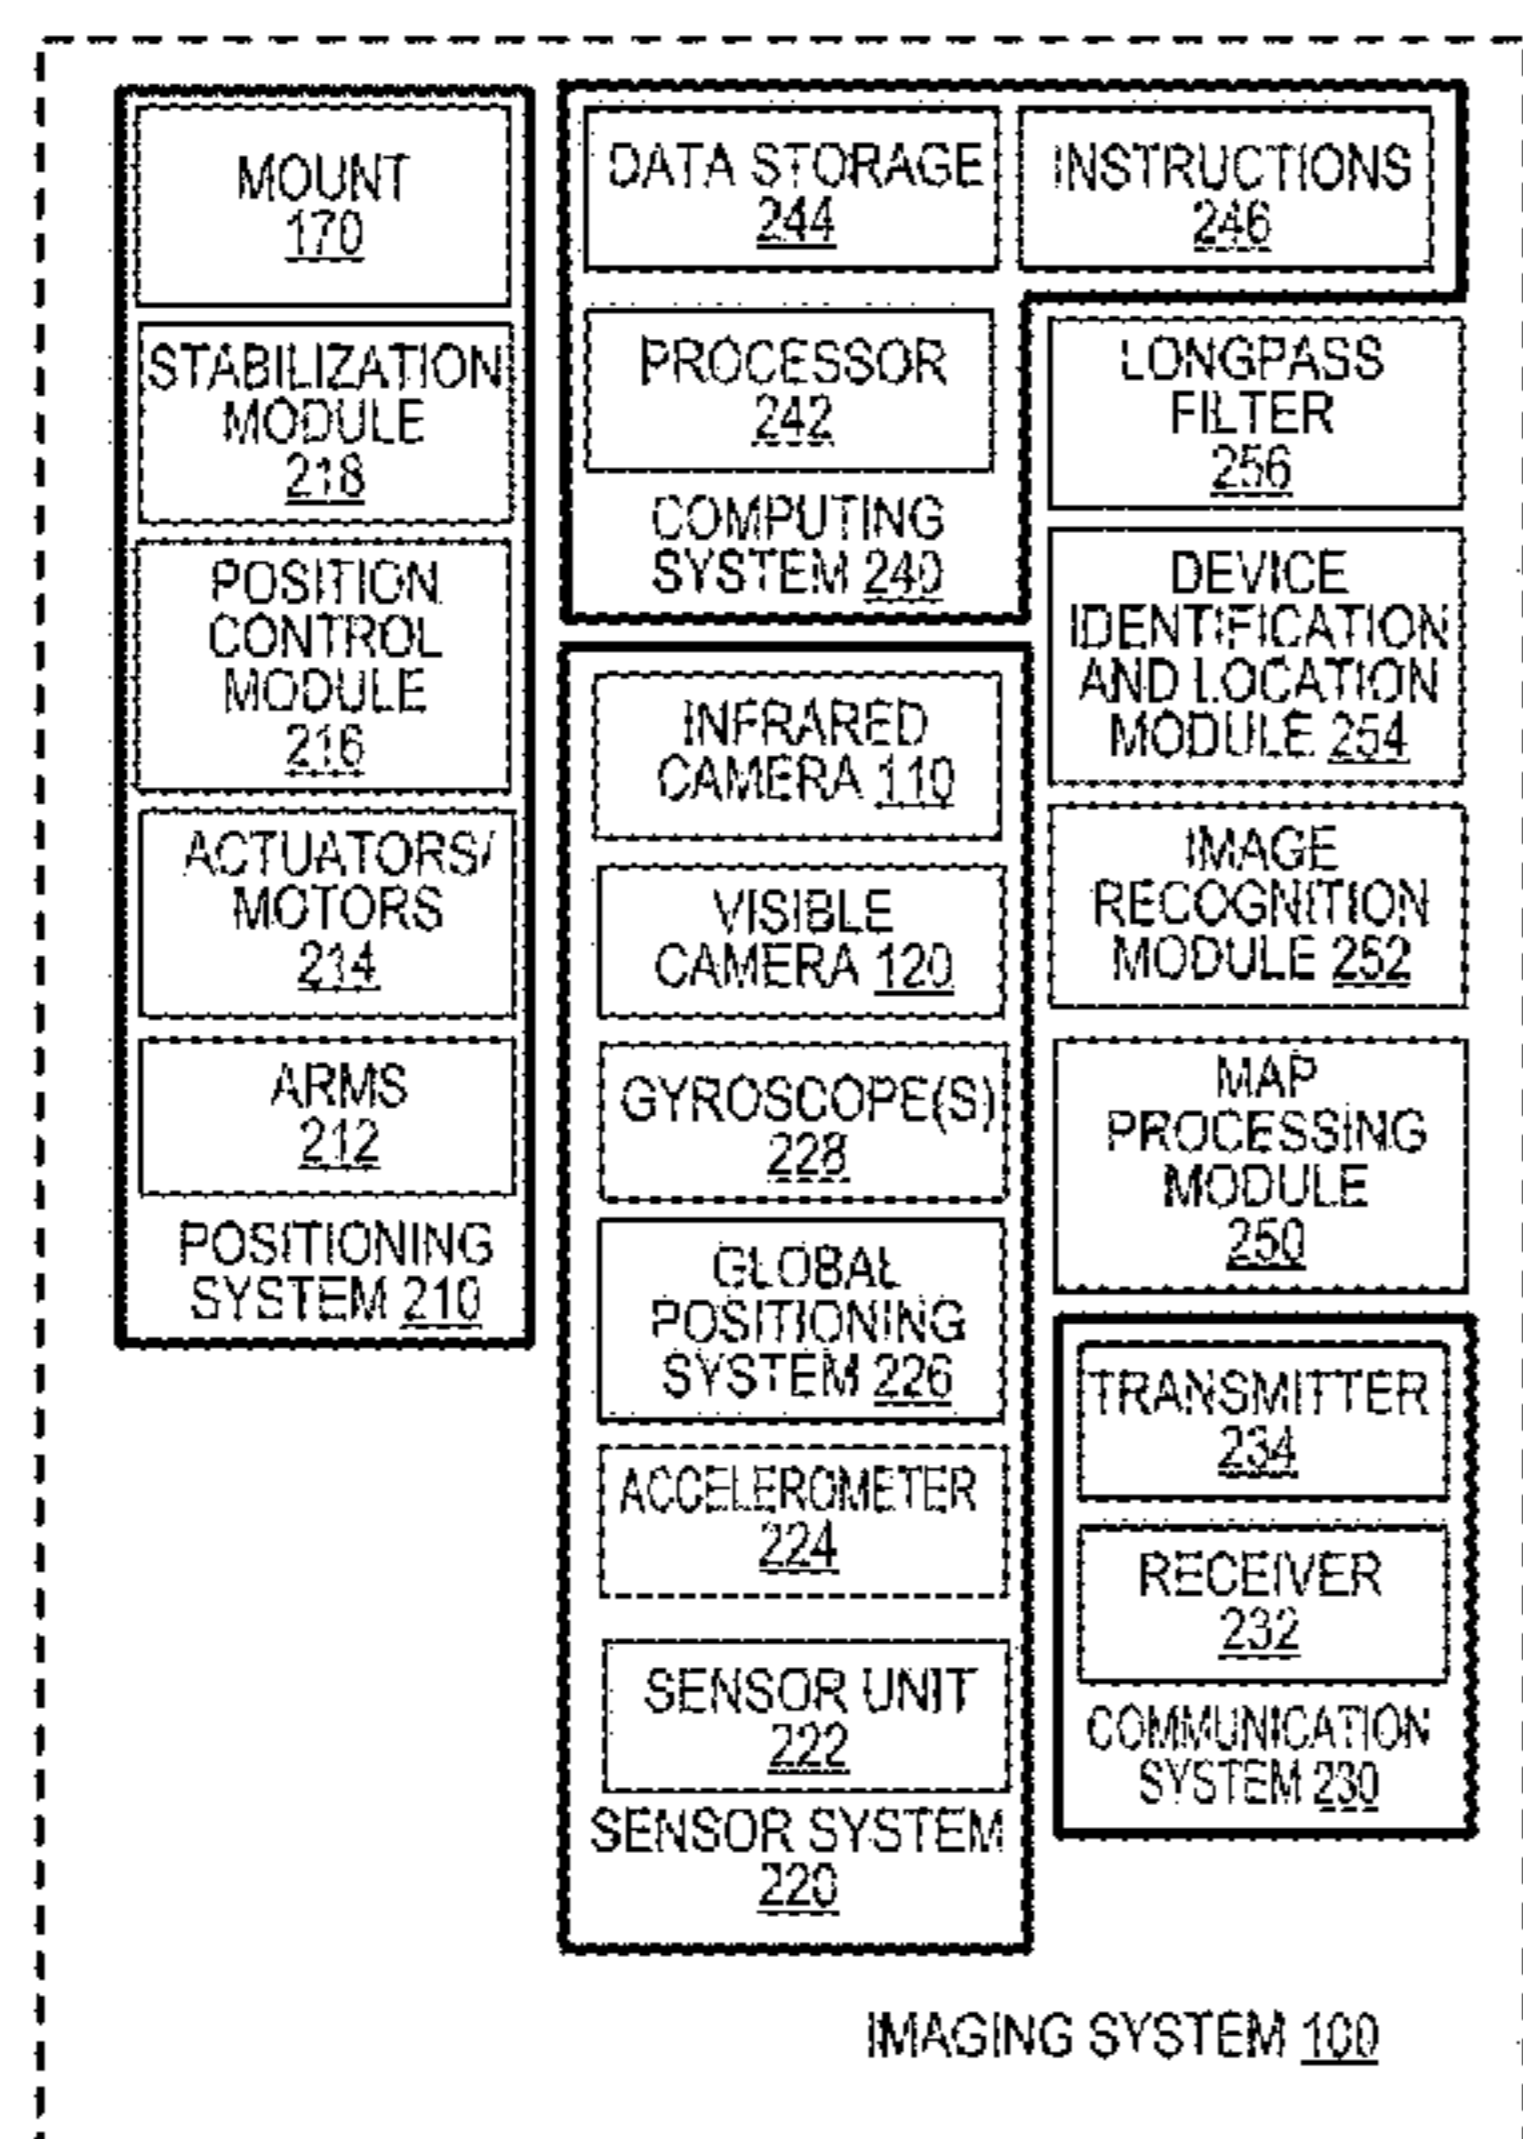 MOUNT
170
STABILIZATION
MODULE
218
POSITION
CONTROL
MODULE
216
ACTUATORS/
MOTORS
214
ARMS
212
POSITIONING
SYSTEM 210
DATA STORAGE
244
INSTRUCTIONS
246
PROCESSOR
242
COMPUTING
SYSTEM 240
INFRARED
CAMERA 110
VISIBLE
CAMERA 120
GYROSCOPE(S)
228
GLOBAL
POSITIONING
SYSTEM 226
ACCELEROMETER
224
SENSOR UNIT
222
SENSOR SYSTEM
220
LONGPASS
FILTER
256
DEVICE
IDENTIFICATION
AND LOCATION
MODULE 254
IMAGE
RECOGNITION
MODULE 252
MAP
PROCESSING
MODULE
250
TRANSMITTER
234
RECEIVER
232
COMMUNICATION
SYSTEM 230
IMAGING SYSTEM 100